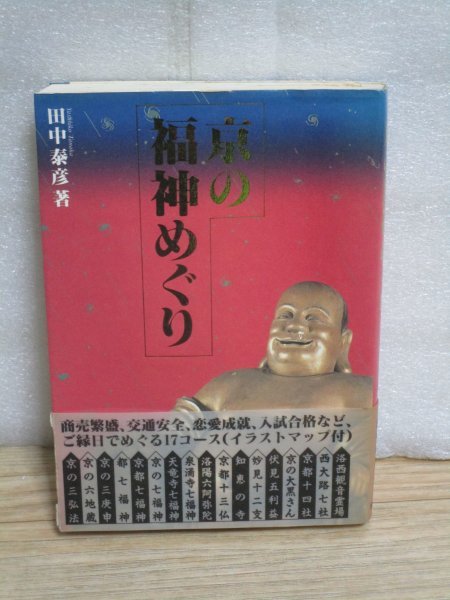 京の
福神めぐり
田中泰彦著
商売繁盛、交通安全、恋愛成就、入試合格など、
ご縁日でめぐる17コース(イラストマップ付)
洛西観音霊場
西大路七社
京都十四社
京の大黒さん
伏見五利益
妙見十二支
知恵の寺
京都十三仏
洛陽六阿弥陀
泉涌寺七福神
天竜寺七福神
京の七福神
京都七福神
都七福神
京の三庚申
京の六地蔵
京の三弘法